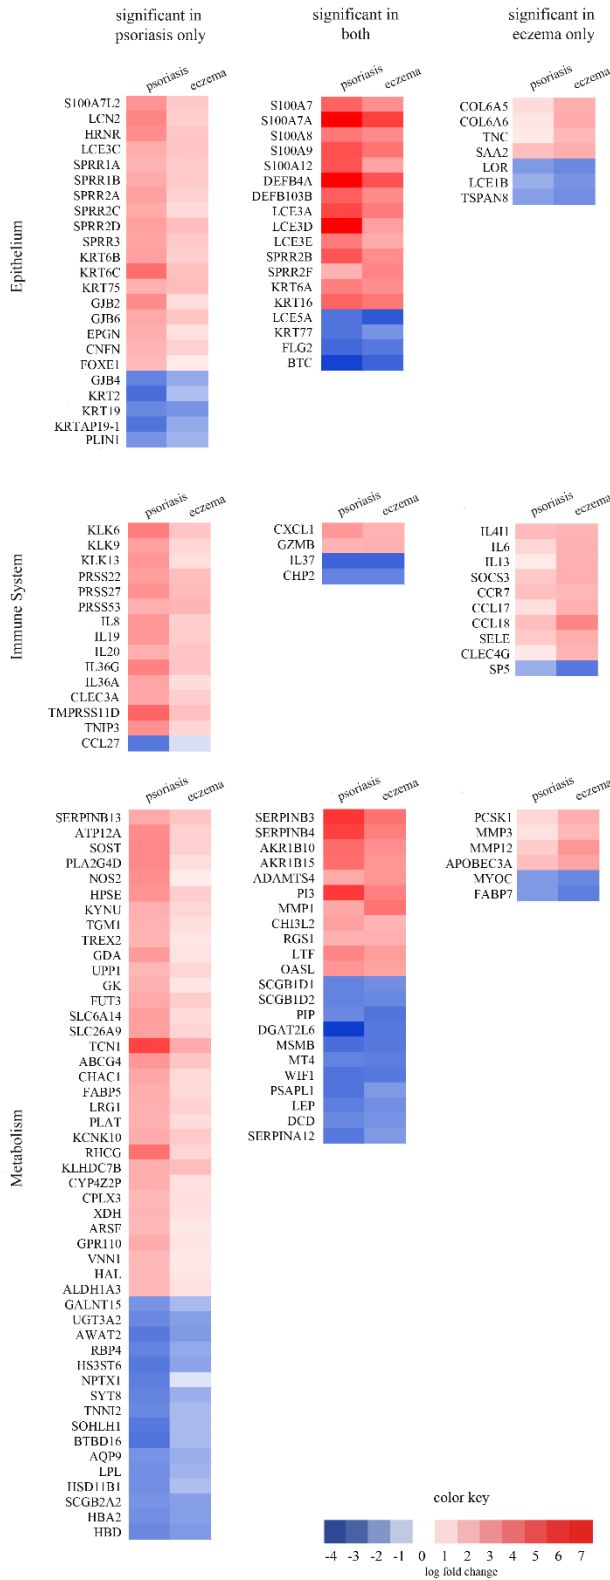 significant in
psoriasis only
significant in
both
significant in
eczema only
Epithelium
psoriasis
eczema
S100A7L2
LCN2
HRNR
LCE3C
SPRR1A
SPRR1B
SPRR2A
SPRR2C
SPRR2D
SPRR3
KRT6B
KRT6C
KRT75
GJB2
GJB6
EPGN
CNFN
FOXE1
GJB4
KRT2
KRT19
KRTAP19-1
PLIN1
psoriasis
eczema
S100A7
S100A7A
S100A8
S100A9
S100A12
DEFB4A
DEFB103B
LCE3A
LCE3D
LCE3E
SPRR2B
SPRR2F
KRT6A
KRT16
LCE5A
KRT77
FLG2
BTC
psoriasis
eczema
COL6A5
COL6A6
TNC
SAA2
LOR
LCE1B
TSPAN8
Immune System
psoriasis
eczema
KLK6
KLK9
KLK13
PRSS22
PRSS27
PRSS53
IL8
IL19
IL20
IL36G
IL36A
CLEC3A
TMPRSS11D
TNIP3
CCL27
psoriasis
eczema
CXCL1
GZMB
IL37
CHP2
psoriasis
eczema
IL4I1
IL6
IL13
SOCS3
CCR7
CCL17
CCL18
SELE
CLEC4G
SP5
Metabolism
psoriasis
eczema
SERPINB13
ATP12A
SOST
PLA2G4D
NOS2
HPSE
KYNU
TGM1
TREX2
GDA
UPP1
GK
FUT3
SLC6A14
SLC26A9
TCN1
ABCG4
CHAC1
FABP5
LRG1
PLAT
KCNK10
RHCG
KLHDC7B
CYP4Z2P
CPLX3
XDH
ARSF
GPR110
VNN1
HAL
ALDH1A3
GALNT15
UGT3A2
AWAT2
RBP4
HS3ST6
NPTX1
SYT8
TNNI2
SOHLH1
BTBD16
AQP9
LPL
HSD11B1
SCGB2A2
HBA2
HBD
psoriasis
eczema
SERPINB3
SERPINB4
AKR1B10
AKR1B15
ADAMTS4
PI3
MMP1
CHI3L2
RGS1
LTF
OASL
SCGB1D1
SCGB1D2
PIP
DGAT2L6
MSMB
MT4
WIF1
PSAPL1
LEP
DCD
SERPINA12
psoriasis
eczema
PCSK1
MMP3
MMP12
APOBEC3A
MYOC
FABP7
color key
-4 -3 -2 -1 0 1 2 3 4 5 6 7
log fold change